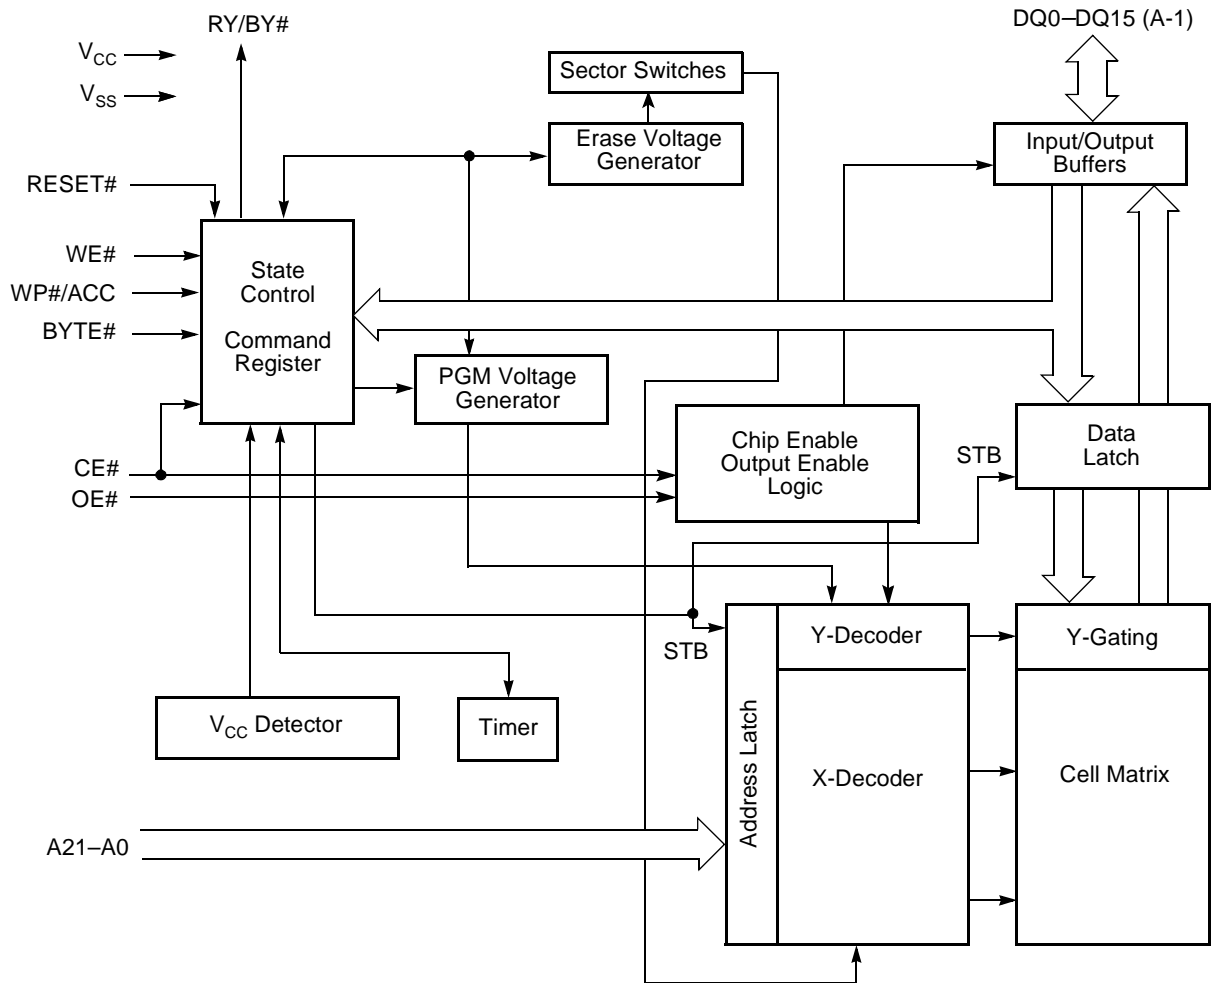 RY/BY#
DQ0–DQ15 (A-1)
VCC
VSS
Sector Switches
Erase Voltage
Generator
Input/Output
Buffers
RESET#
WE#
WP#/ACC
BYTE#
State
Control
Command
Register
PGM Voltage
Generator
Chip Enable
Output Enable
Logic
STB
Data
Latch
CE#
OE#
STB
Y-Decoder
Y-Gating
VCC Detector
Timer
Address Latch
X-Decoder
Cell Matrix
A21–A0